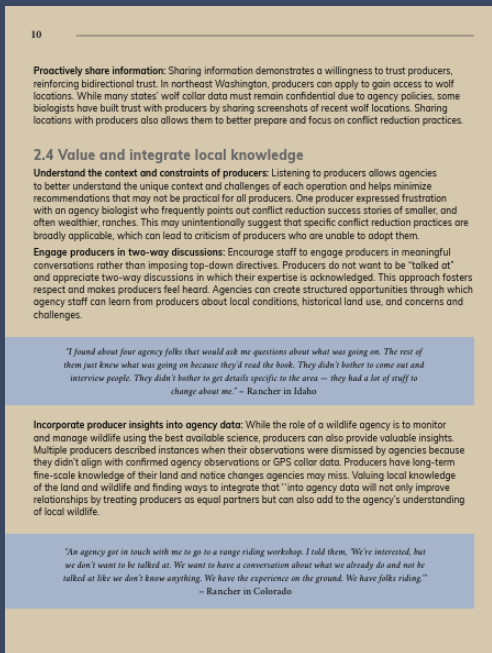 10
Proactively share information: Sharing information demonstrates a willingness to trust producers,
reinforcing bidirectional trust. In northeast Washington, producers can apply to gain access to wolf
locations. While many states' wolf collar data must remain confidential due to agency policies, some
biologists have built trust with producers by sharing screenshots of recent wolf locations. Sharing
locations with producers also allows them to better prepare and focus on conflict reduction practices.
2.4 Value and integrate local knowledge
Understand the context and constraints of producers: Listening to producers allows agencies
to better understand the unique context and challenges of each operation and helps minimize
recommendations that may not be practical for all producers. One producer expressed frustration
with an agency biologist who frequently points out conflict reduction success stories of smaller, and
often wealthier, ranches. This may unintentionally suggest that specific conflict reduction practices are
broadly applicable, which can lead to criticism of producers who are unable to adopt them.
Engage producers in two-way discussions: Encourage staff to engage producers in meaningful
conversations rather than imposing top-down directives. Producers do not want to be "talked at"
and appreciate two-way discussions in which their expertise is acknowledged. This approach fosters
respect and makes producers feel heard. Agencies can create structured opportunities through which
agency staff can learn from producers about local conditions, historical land use, and concerns and
challenges.
"I found about four agency folks that would ask me questions about what was going on. The rest of
them just knew what was going on because they'd read the book. They didn't bother to come out and
interview people. They didn't bother to get details specific to the area — they had a lot of stuff to
change about me." – Rancher in Idaho
Incorporate producer insights into agency data: While the role of a wildlife agency is to monitor
and manage wildlife using the best available science, producers can also provide valuable insights.
Multiple producers described instances when their observations were dismissed by agencies because
they didn't align with confirmed agency observations or GPS collar data. Producers have long-term
fine-scale knowledge of their land and notice changes agencies may miss. Valuing local knowledge
of the land and wildlife and finding ways to integrate that ``into agency data will not only improve
relationships by treating producers as equal partners but can also add to the agency's understanding
of local wildlife.
"An agency got in touch with me to go to a range riding workshop. I told them, 'We're interested, but
we don't want to be talked at. We want to have a conversation about what we already do and not be
talked at like we don't know anything. We have the experience on the ground. We have folks riding.'"
– Rancher in Colorado